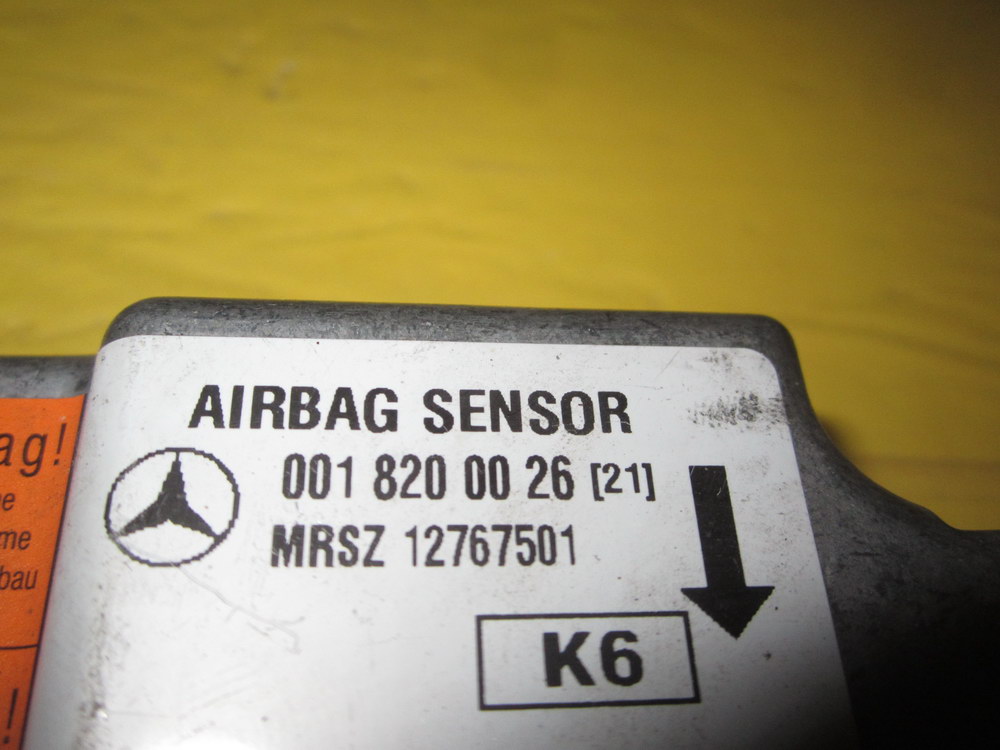 AIRBAG SENSOR
001 820 00 26 [21]
MRSZ 12767501
K6
ag!
me
bau
!